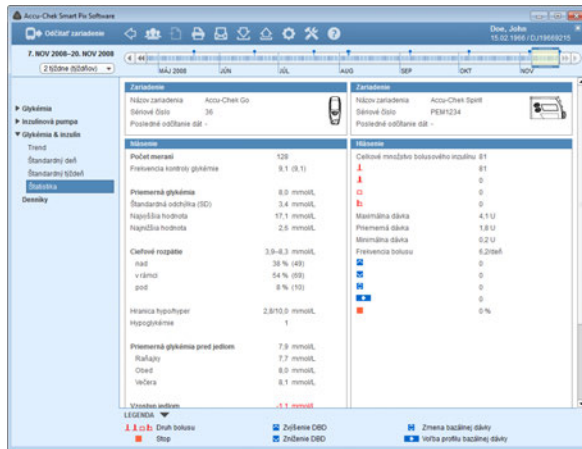 Accu-Chek Smart Pix Software
Odčítať zariadenie
Doe, John
15.02.1966 / DJ19669215
7. NOV 2008–20. NOV 2008
2 týždne (týždňov)
MÁJ 2008 JÚN JÚL AUG SEP OKT NOV
Glykémia
Inzulínová pumpa
Glykémia & inzulín
Trend
Štandardný deň
Štandardný týždeň
Štatistika
Denníky
Zariadenie
Názov zariadenia Accu-Chek Go
Sériové číslo 36
Posledné odčítanie dát -
Hlásenie
Počet meraní 128
Frekvencia kontroly glykémie 9,1 (9,1)
Priemerná glykémia 8,0 mmol/L
Štandardná odchýlka (SD) 3,4 mmol/L
Najvyššia hodnota 17,1 mmol/L
Najnižšia hodnota 2,6 mmol/L
Cieľové rozpätie 3,9–8,3 mmol/L
nad 38 % (49)
v rámci 54 % (69)
pod 8 % (10)
Hranica hypo/hyper 2,8/10,0 mmol/L
Hypoglykémie 1
Priemerná glykémia pred jedlom 7,9 mmol/L
Raňajky 7,7 mmol/L
Obed 8,0 mmol/L
Večera 8,1 mmol/L
Vzostup jedlom -1,1 mmol/L
Zariadenie
Názov zariadenia Accu-Chek Spirit
Sériové číslo PEM1234
Posledné odčítanie dát -
Hlásenie
Celkové množstvo bolusového inzulínu 81
81
0
0
0
Maximálna dávka 4,1 U
Priemerná dávka 1,8 U
Minimálna dávka 0,2 U
Frekvencia bolusu 6,2/deň
0
0
0
0
0 %
LEGENDA
Druh bolusu
Zvýšenie DBD
Zmena bazálnej dávky
Stop
Zníženie DBD
Voľba profilu bazálnej dávky